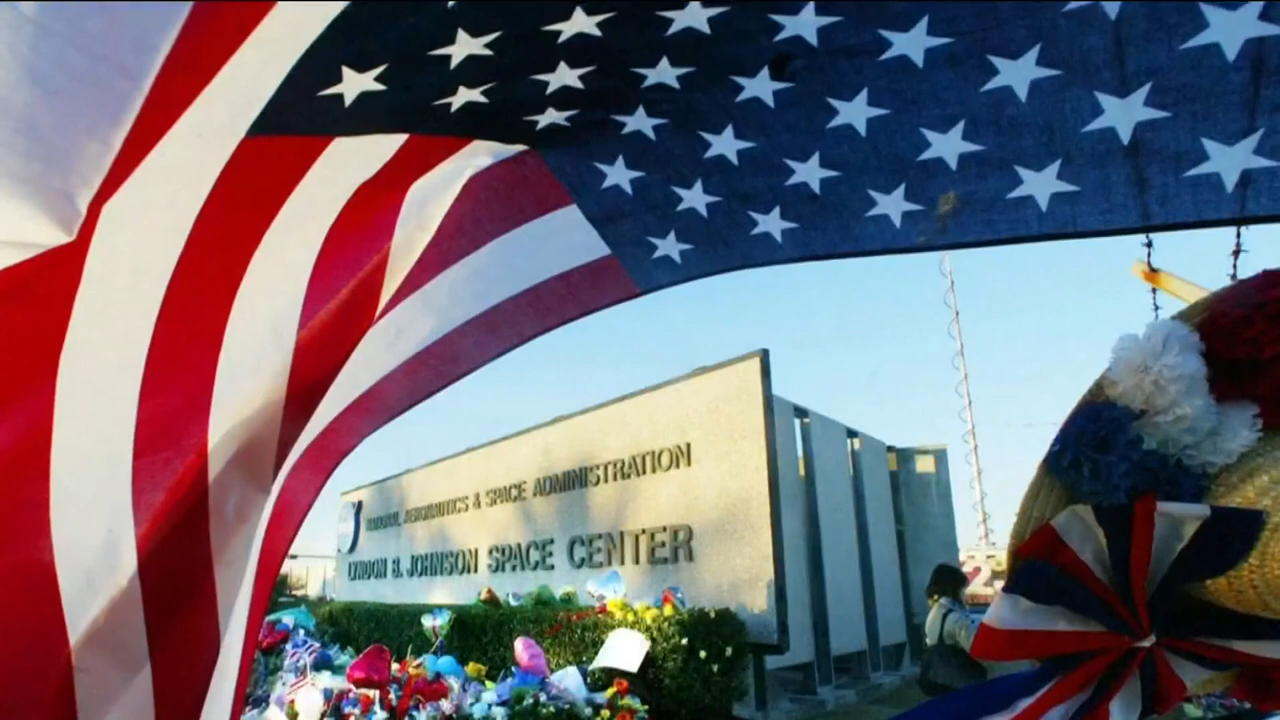 NATIONAL AERONAUTICS & SPACE ADMINISTRATION
LYNDON B. JOHNSON SPACE CENTER